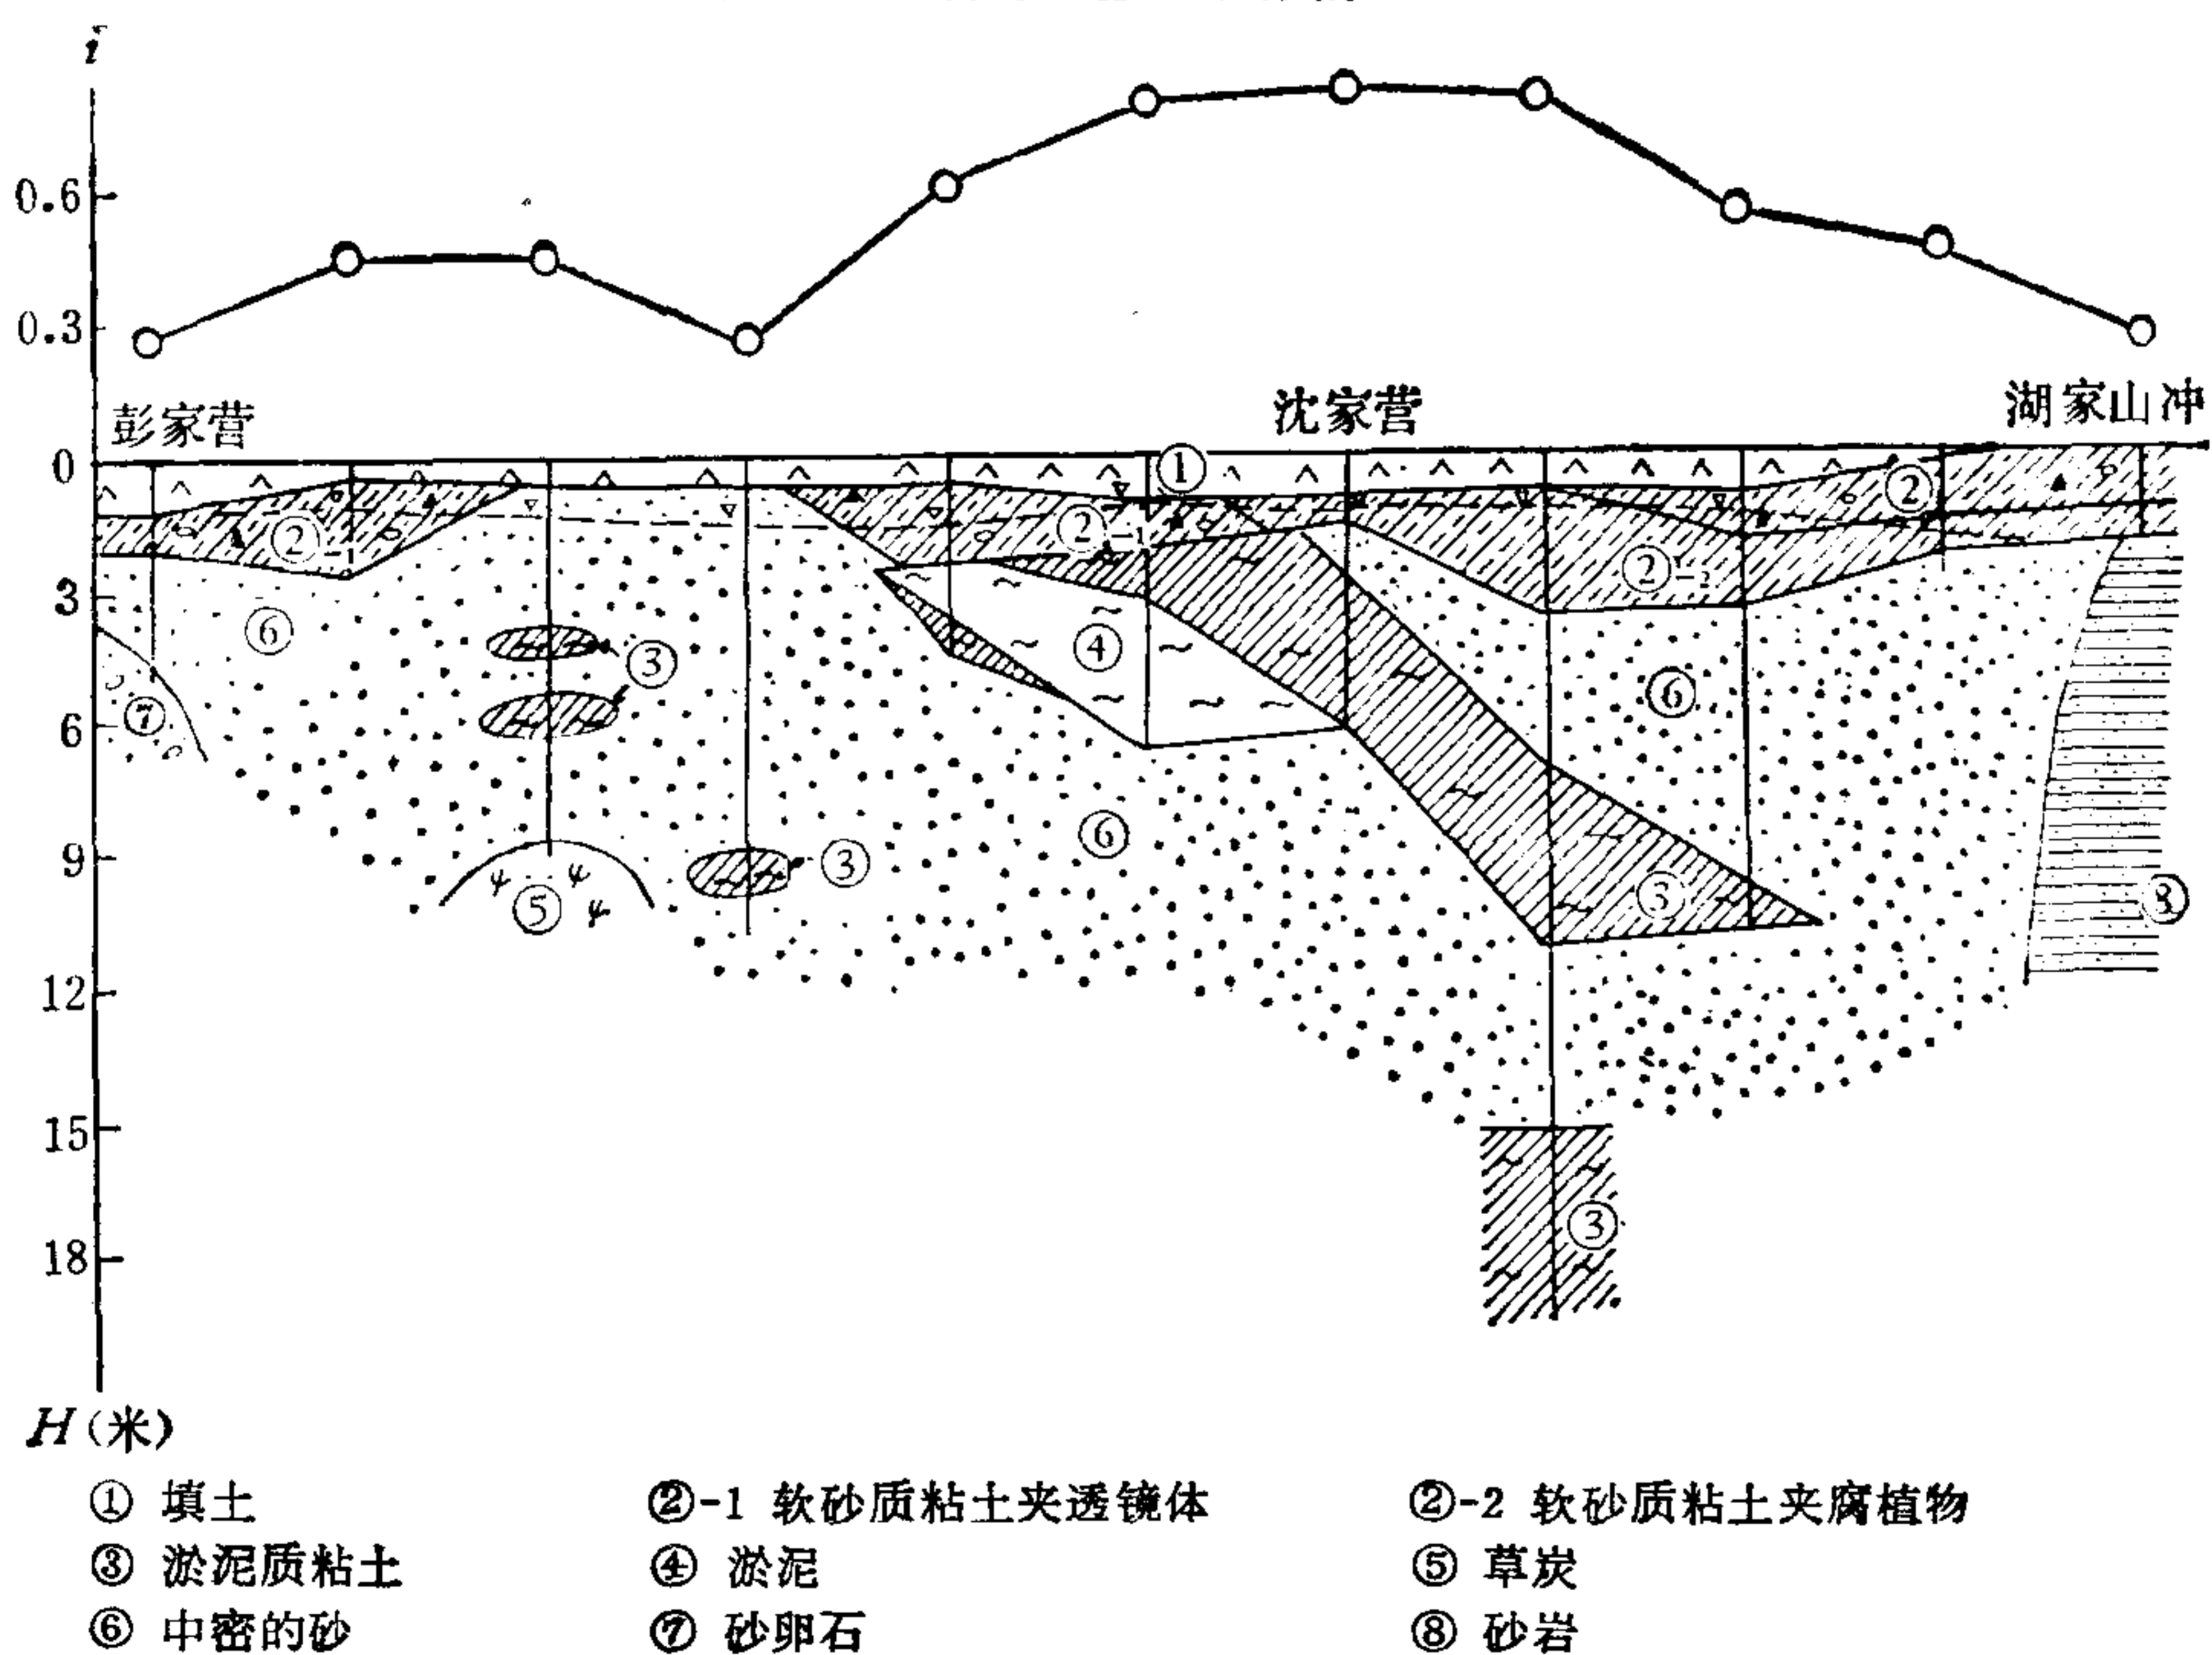 i
0.6
0.3
彭家营 沈家营 湖家山冲
0
3
6
9
12
15
18
① ② ②-1 ②-1 ②-2
③ ④ ⑥ ⑥ ⑦
⑥ ③ ③ ⑤ ⑧
③
H(米)
① 填土 ②-1 软砂质粘土夹透镜体 ②-2 软砂质粘土夹腐植物
③ 淤泥质粘土 ④ 淤泥 ⑤ 草炭
⑥ 中密的砂 ⑦ 砂卵石 ⑧ 砂岩